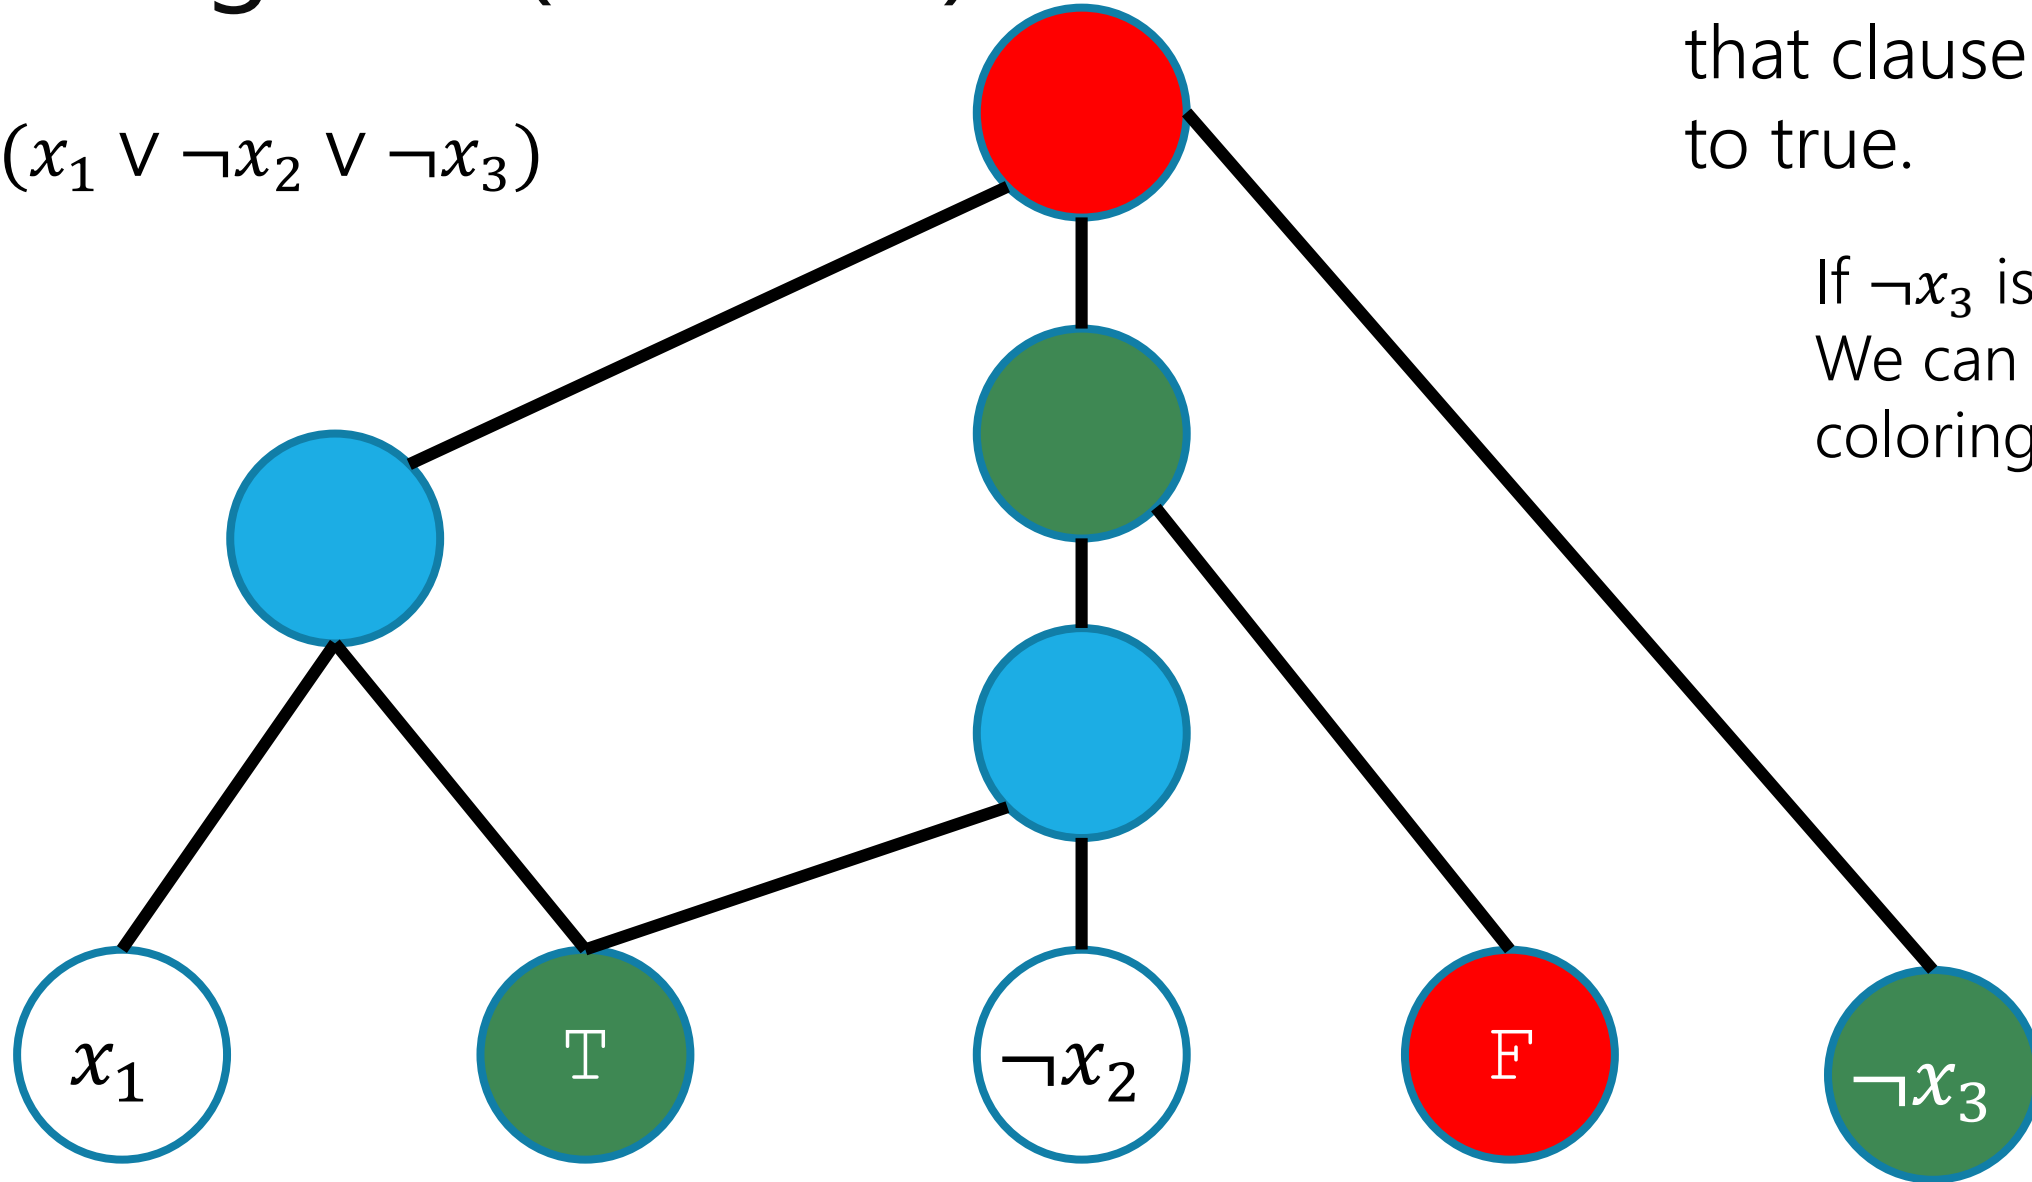 that clause
to true.
(x₁ ∨ ¬x₂ ∨ ¬x₃)
If ¬x₃ is
We can
coloring
x₁
T
¬x₂
F
¬x₃